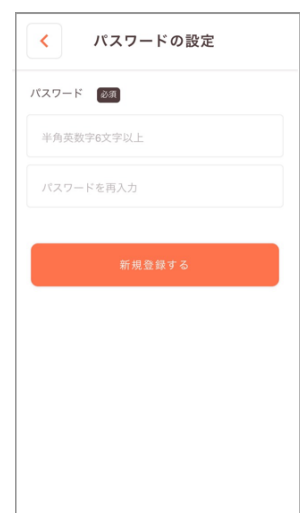 パスワードの設定
パスワード 必須
半角英数字6文字以上
パスワードを再入力
新規登録する